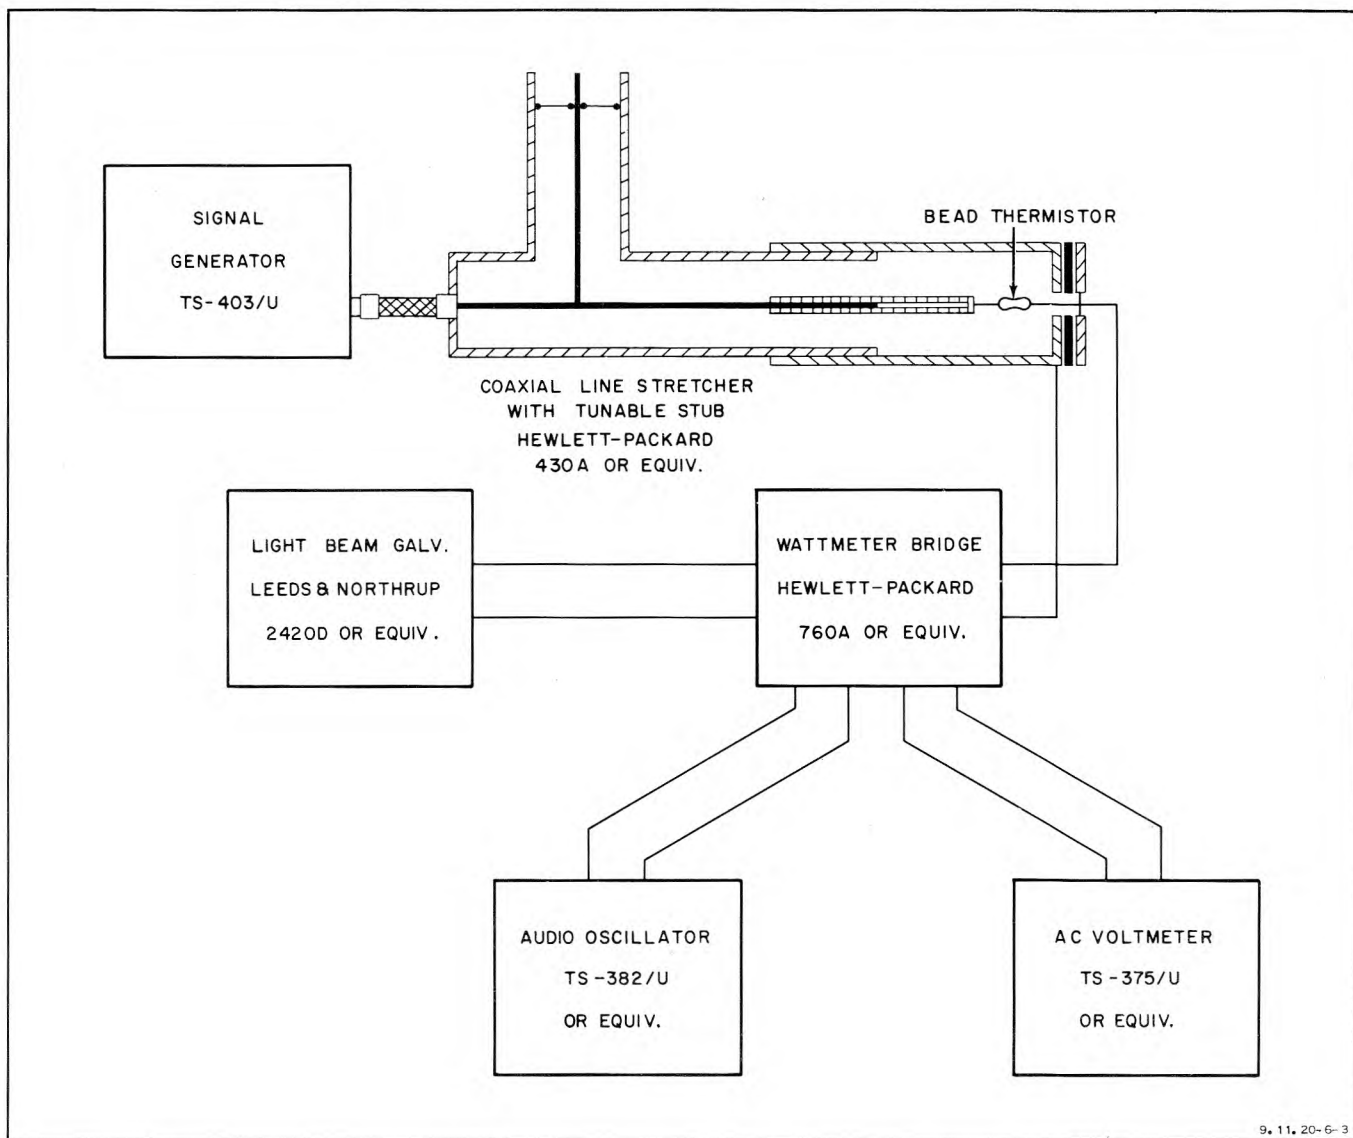 SIGNAL
GENERATOR
TS-403/U
BEAD THERMISTOR
COAXIAL LINE STRETCHER
WITH TUNABLE STUB
HEWLETT-PACKARD
430A OR EQUIV.
LIGHT BEAM GALV.
LEEDS & NORTHRUP
2420D OR EQUIV.
WATTMETER BRIDGE
HEWLETT-PACKARD
760A OR EQUIV.
AUDIO OSCILLATOR
TS-382/U
OR EQUIV.
AC VOLTMETER
TS-375/U
OR EQUIV.
9.11.20-6-3